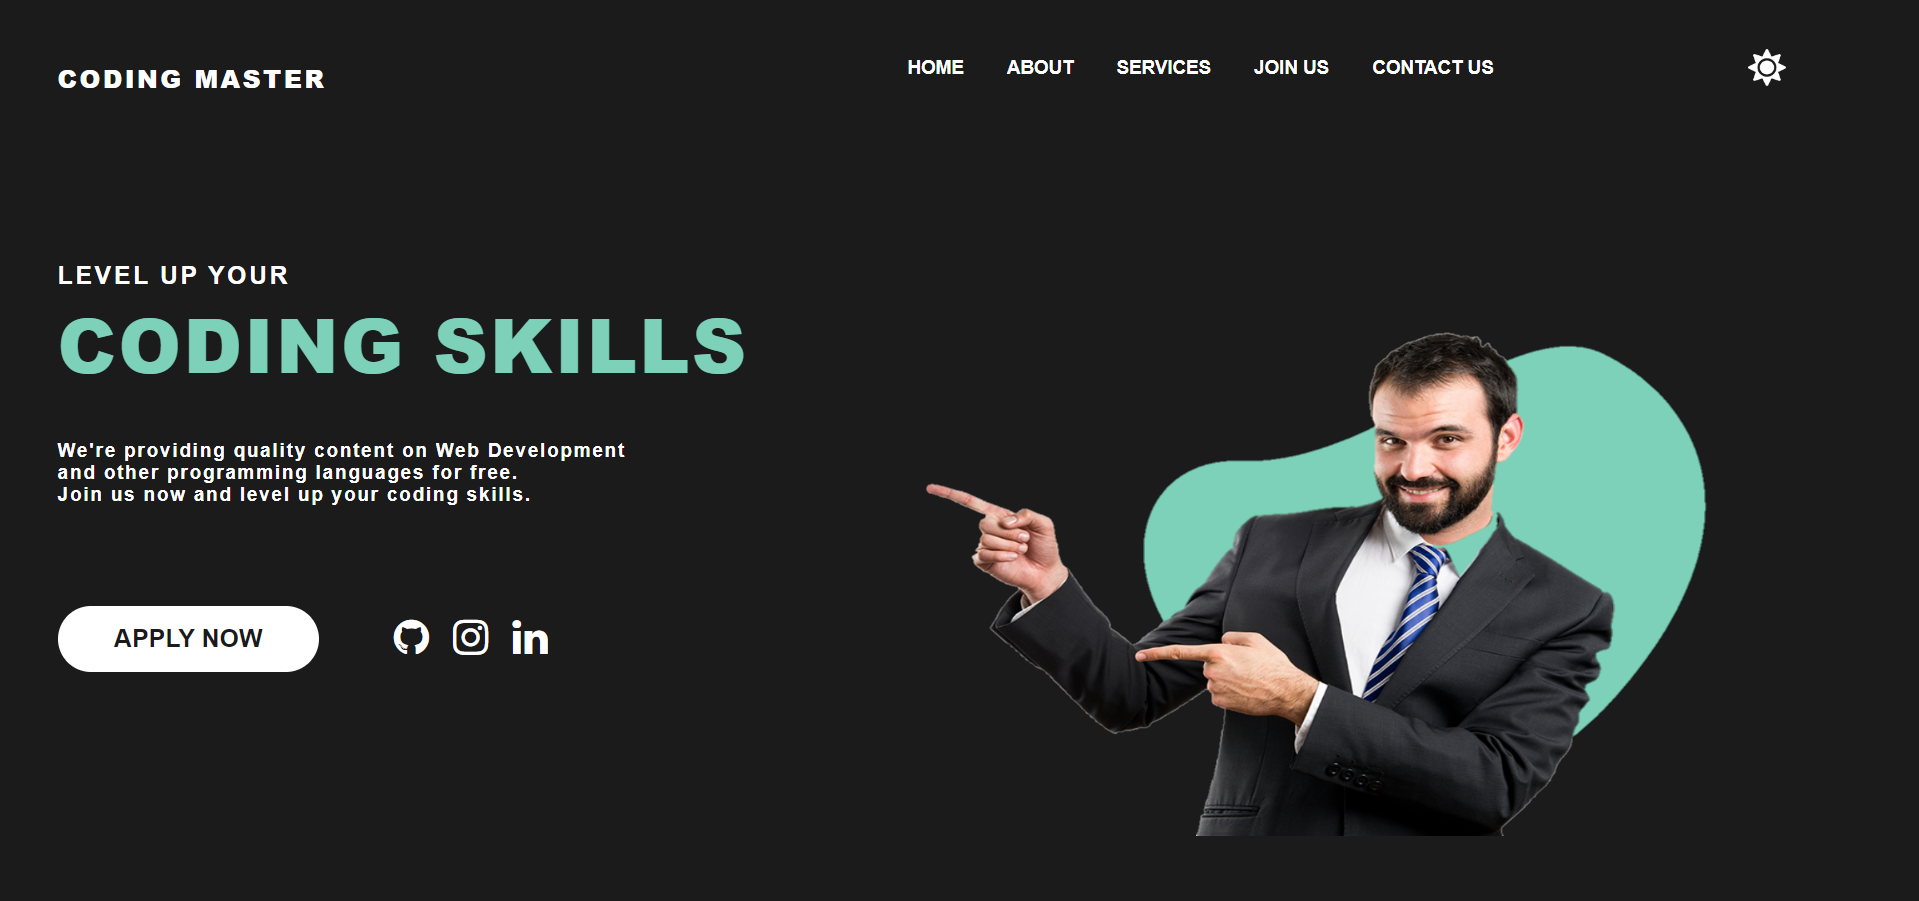 CODING MASTER
HOME ABOUT SERVICES JOIN US CONTACT US
LEVEL UP YOUR
CODING SKILLS
We're providing quality content on Web Development
and other programming languages for free.
Join us now and level up your coding skills.
APPLY NOW